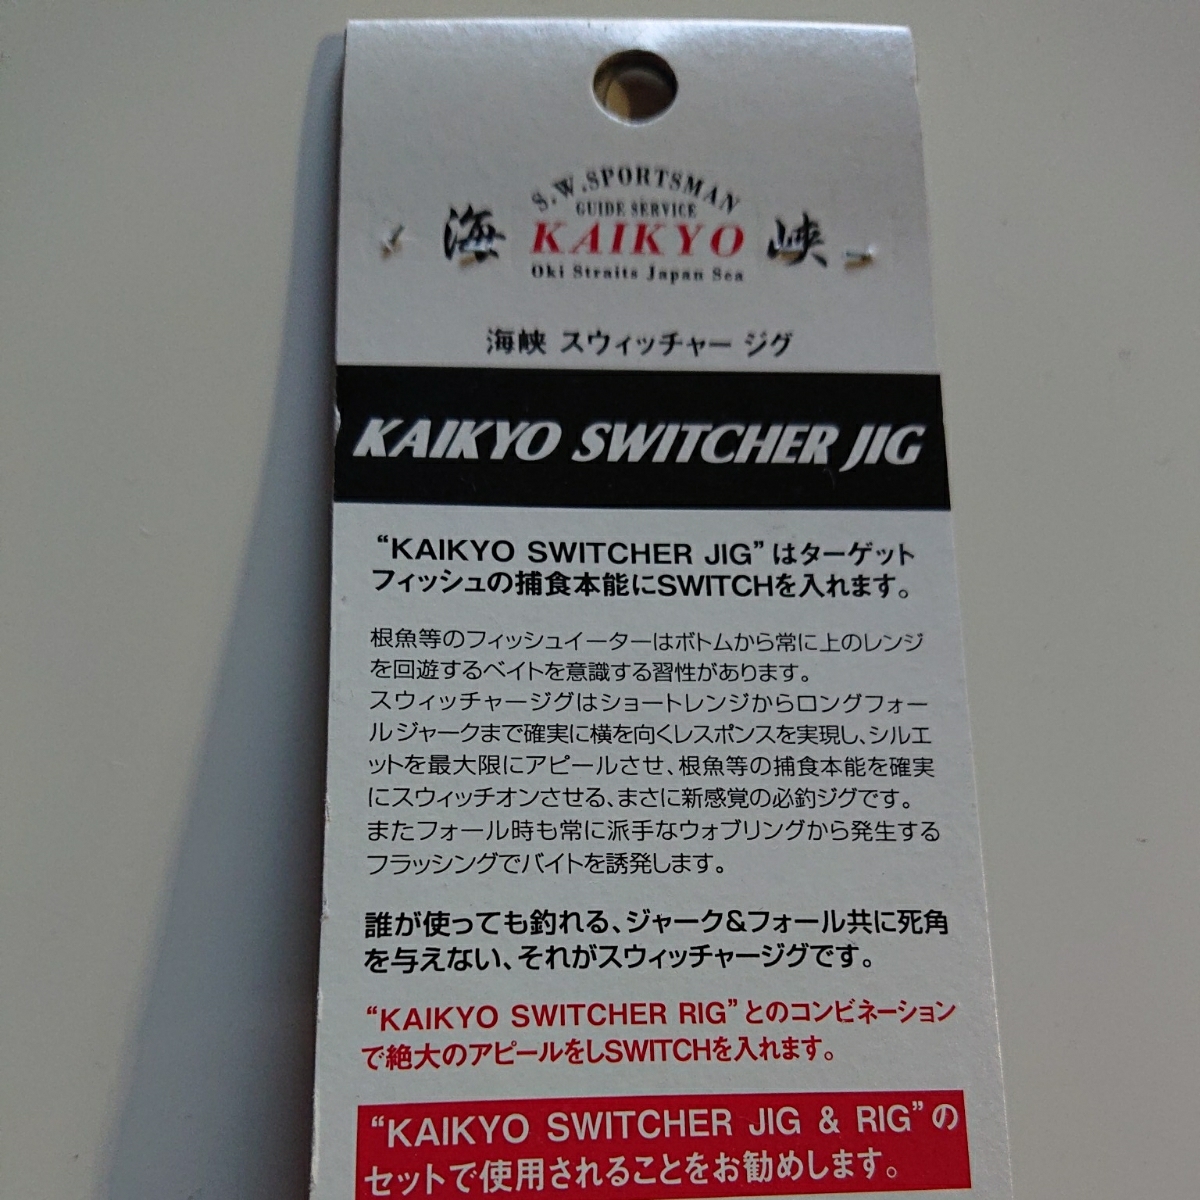 S.W.SPORTSMAN
GUIDE SERVICE
海 KAIKYO 峡
Oki Straits Japan Sea
海峡 スウィッチャー ジグ
KAIKYO SWITCHER JIG
“KAIKYO SWITCHER JIG”はターゲット
フィッシュの捕食本能にSWITCHを入れます。
根魚等のフィッシュイーターはボトムから常に上のレンジ
を回遊するベイトを意識する習性があります。
スウィッチャージグはショートレンジからロングフォー
ルジャークまで確実に横を向くレスポンスを実現し、シルエ
ットを最大限にアピールさせ、根魚等の捕食本能を確実
にスウィッチオンさせる、まさに新感覚の必釣ジグです。
またフォール時も常に派手なウォブリングから発生する
フラッシングでバイトを誘発します。
誰が使っても釣れる、ジャーク&フォール共に死角
を与えない、それがスウィッチャージグです。
“KAIKYO SWITCHER RIG”とのコンビネーション
で絶大のアピールをしSWITCHを入れます。
“KAIKYO SWITCHER JIG & RIG”の
セットで使用されることをお勧めします。